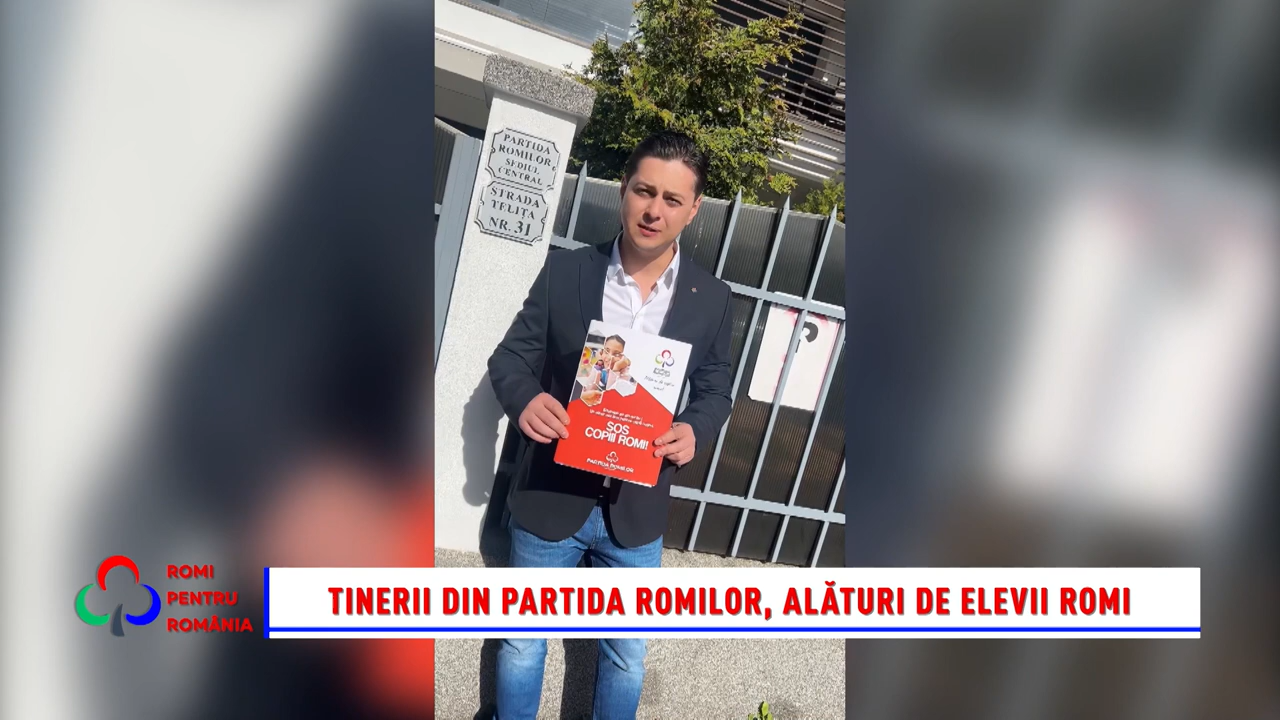 PARTIDA
ROMILOR
SEDIUL
CENTRAL
STRADA
TELIȚA
NR. 31
SOS
COPIII ROMI!
PARTIDA ROMILOR
ROMI
PENTRU
ROMÂNIA
TINERII DIN PARTIDA ROMILOR, ALĂTURI DE ELEVII ROMI